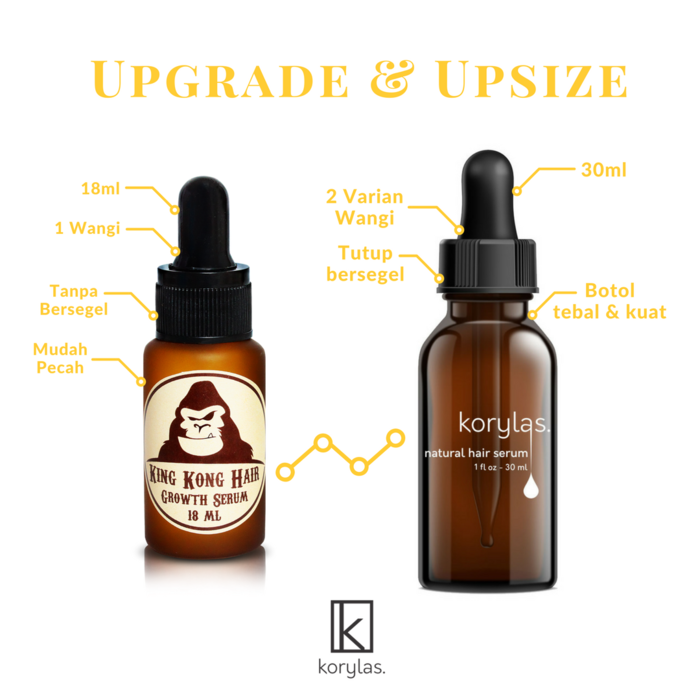 UPGRADE & UPSIZE
18ml
1 Wangi
Tanpa
Bersegel
Mudah
Pecah
KING KONG HAIR
GROWTH SERUM
18 ML
2 Varian
Wangi
Tutup
bersegel
30ml
Botol
tebal & kuat
korylas.
natural hair serum
1 fl oz - 30 ml
k
korylas.